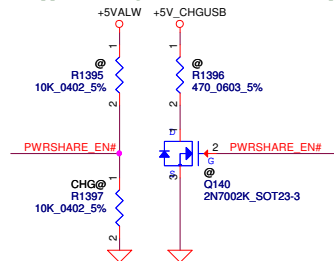 +5VALW
+5V_CHGUSB
1
1
@
R1395
10K_0402_5%
@
R1396
470_0603_5%
2
2
D
1
PWRSHARE_EN#
2
PWRSHARE_EN#
G
S
3
@
Q140
2N7002K_SOT23-3
1
CHG@
R1397
10K_0402_5%
2